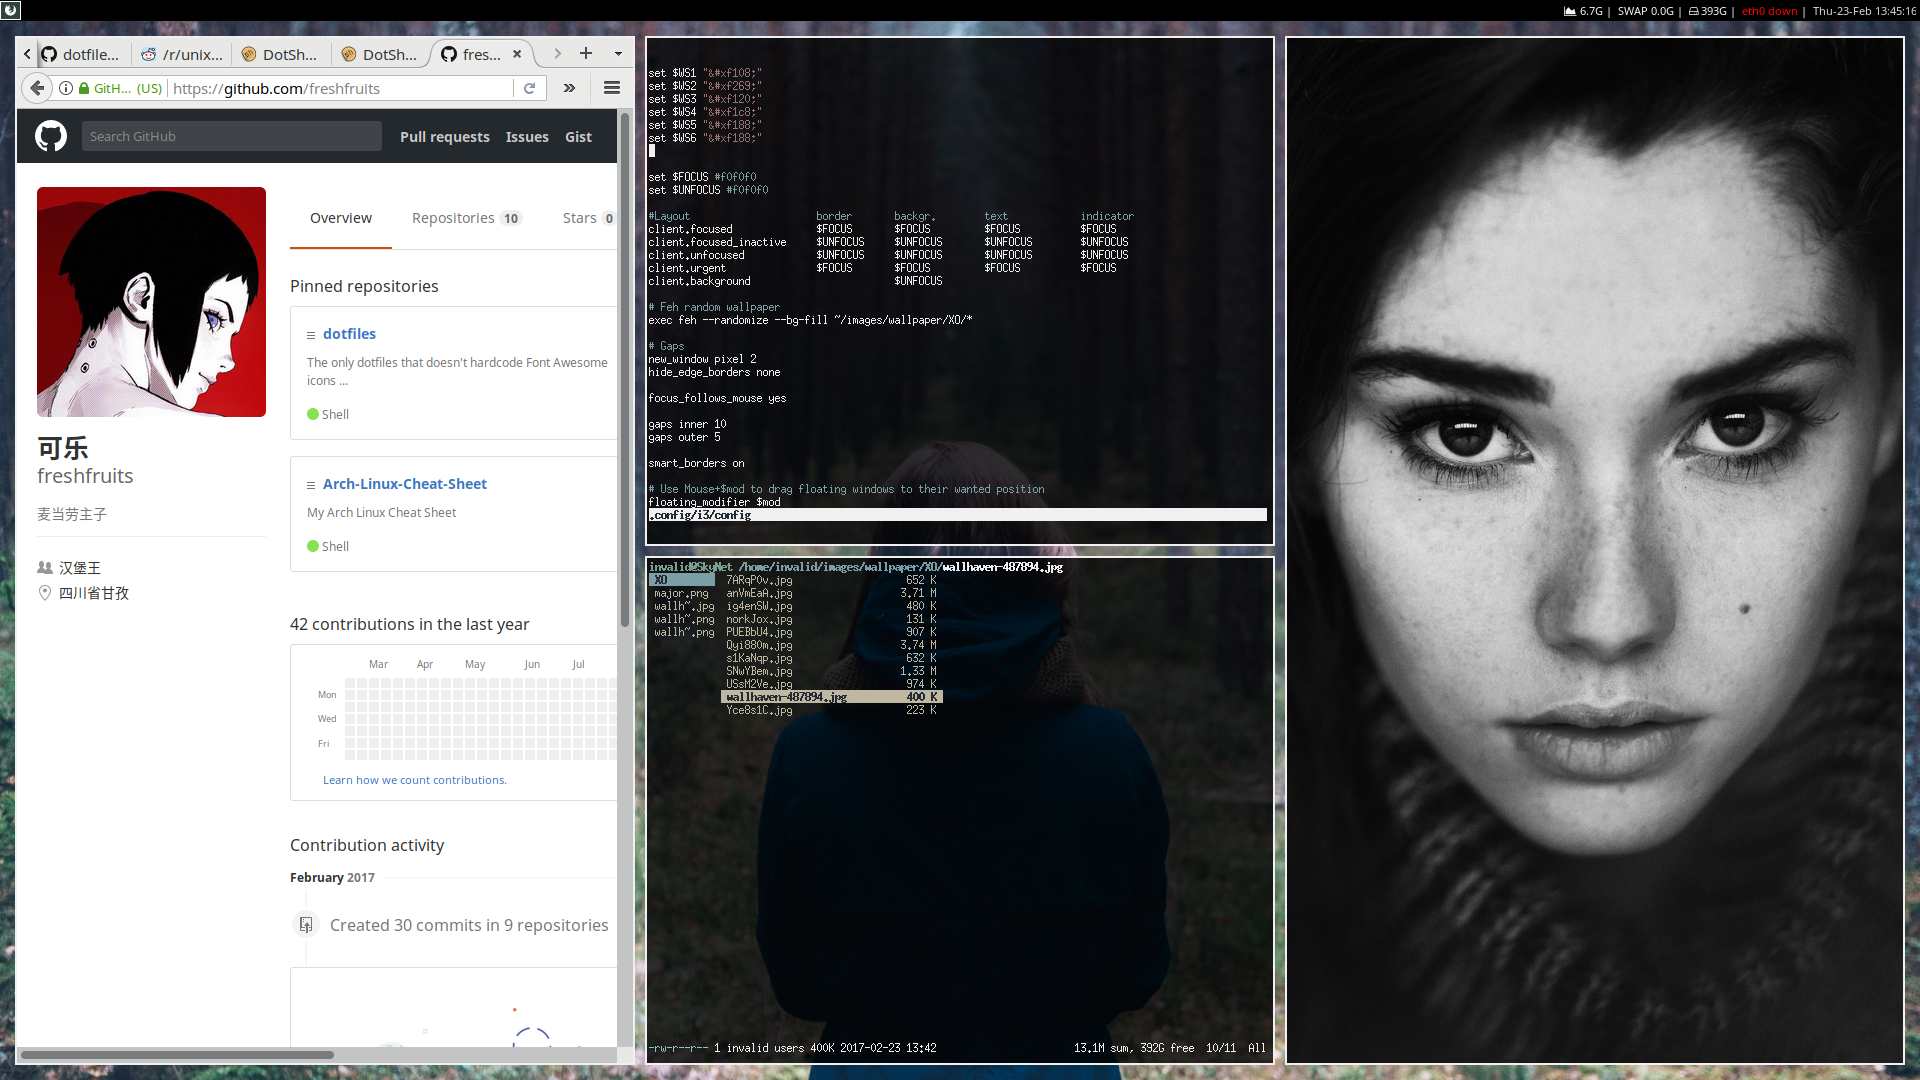 6.7G | SWAP 0.0G | 393G | eth0 down | Thu-23-Feb 13:45:16
dotfile... /r/unix... DotSh... DotSh... fres...
GitH... (US) https://github.com/freshfruits
Search GitHub Pull requests Issues Gist
可乐
freshfruits
麦当劳主子
汉堡王
四川省甘孜
Overview Repositories 10 Stars 0
Pinned repositories
dotfiles
The only dotfiles that doesn't hardcode Font Awesome
icons ...
Shell
Arch-Linux-Cheat-Sheet
My Arch Linux Cheat Sheet
Shell
42 contributions in the last year
Mar Apr May Jun Jul
Mon
Wed
Fri
Learn how we count contributions.
Contribution activity
February 2017
Created 30 commits in 9 repositories
set $WS1 "&#xf108;"
set $WS2 "&#xf269;"
set $WS3 "&#xf120;"
set $WS4 "&#xf1c8;"
set $WS5 "&#xf188;"
set $WS6 "&#xf188;"
set $FOCUS #f0f0f0
set $UNFOCUS #f0f0f0
#Layout border backgr. text indicator
client.focused $FOCUS $FOCUS $FOCUS $FOCUS
client.focused_inactive $UNFOCUS $UNFOCUS $UNFOCUS $UNFOCUS
client.unfocused $UNFOCUS $UNFOCUS $UNFOCUS $UNFOCUS
client.urgent $FOCUS $FOCUS $FOCUS $FOCUS
client.background $UNFOCUS
# Feh random wallpaper
exec feh --randomize --bg-fill ~/images/wallpaper/XO/*
# Gaps
new_window pixel 2
hide_edge_borders none
focus_follows_mouse yes
gaps inner 10
gaps outer 5
smart_borders on
# Use Mouse+$mod to drag floating windows to their wanted position
floating_modifier $mod
.config/i3/config
invalid@SkyNet /home/invalid/images/wallpaper/XO/wallhaven-487894.jpg
XO 7ARqP0v.jpg 652 K
major.png anVmEaA.jpg 3.71 M
wallh~.jpg ig4enSW.jpg 480 K
wallh~.png norkJox.jpg 131 K
wallh~.png PUEBbU4.jpg 907 K
Qyi880m.jpg 3.74 M
s1KaNqp.jpg 632 K
SNwYBem.jpg 1.33 M
USsM2Ve.jpg 974 K
wallhaven-487894.jpg 400 K
Yce8s1C.jpg 223 K
-rw-r--r-- 1 invalid users 400K 2017-02-23 13:42 13.1M sum, 392G free 10/11 All